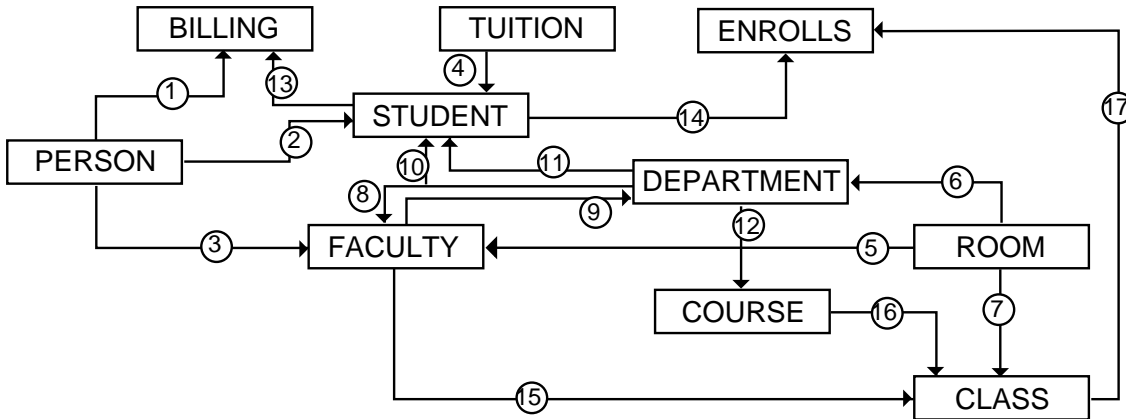 BILLING
TUITION
ENROLLS
1
13
4
17
STUDENT
14
2
PERSON
10
11
DEPARTMENT
6
8
9
12
3
FACULTY
5
ROOM
COURSE
16
7
15
CLASS